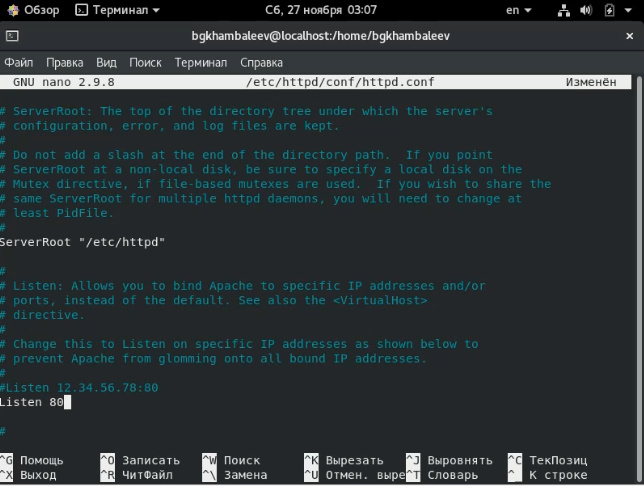 Обзор Терминал Сб, 27 ноября 03:07 en
bgkhambaleev@localhost:/home/bgkhambaleev ×
Файл Правка Вид Поиск Терминал Справка
GNU nano 2.9.8 /etc/httpd/conf/httpd.conf Изменён
# ServerRoot: The top of the directory tree under which the server's
# configuration, error, and log files are kept.
#
# Do not add a slash at the end of the directory path.  If you point
# ServerRoot at a non-local disk, be sure to specify a local disk on the
# Mutex directive, if file-based mutexes are used.  If you wish to share the
# same ServerRoot for multiple httpd daemons, you will need to change at
# least PidFile.
#
ServerRoot "/etc/httpd"
#
# Listen: Allows you to bind Apache to specific IP addresses and/or
# ports, instead of the default. See also the <VirtualHost>
# directive.
#
# Change this to Listen on specific IP addresses as shown below to
# prevent Apache from glomming onto all bound IP addresses.
#
#Listen 12.34.56.78:80
Listen 80
#
^G Помощь ^O Записать ^W Поиск ^K Вырезать ^J Выровнять ^C ТекПозиц
^X Выход ^R ЧитФайл ^\ Замена ^U Отмен. выре^T Словарь ^_ К строке